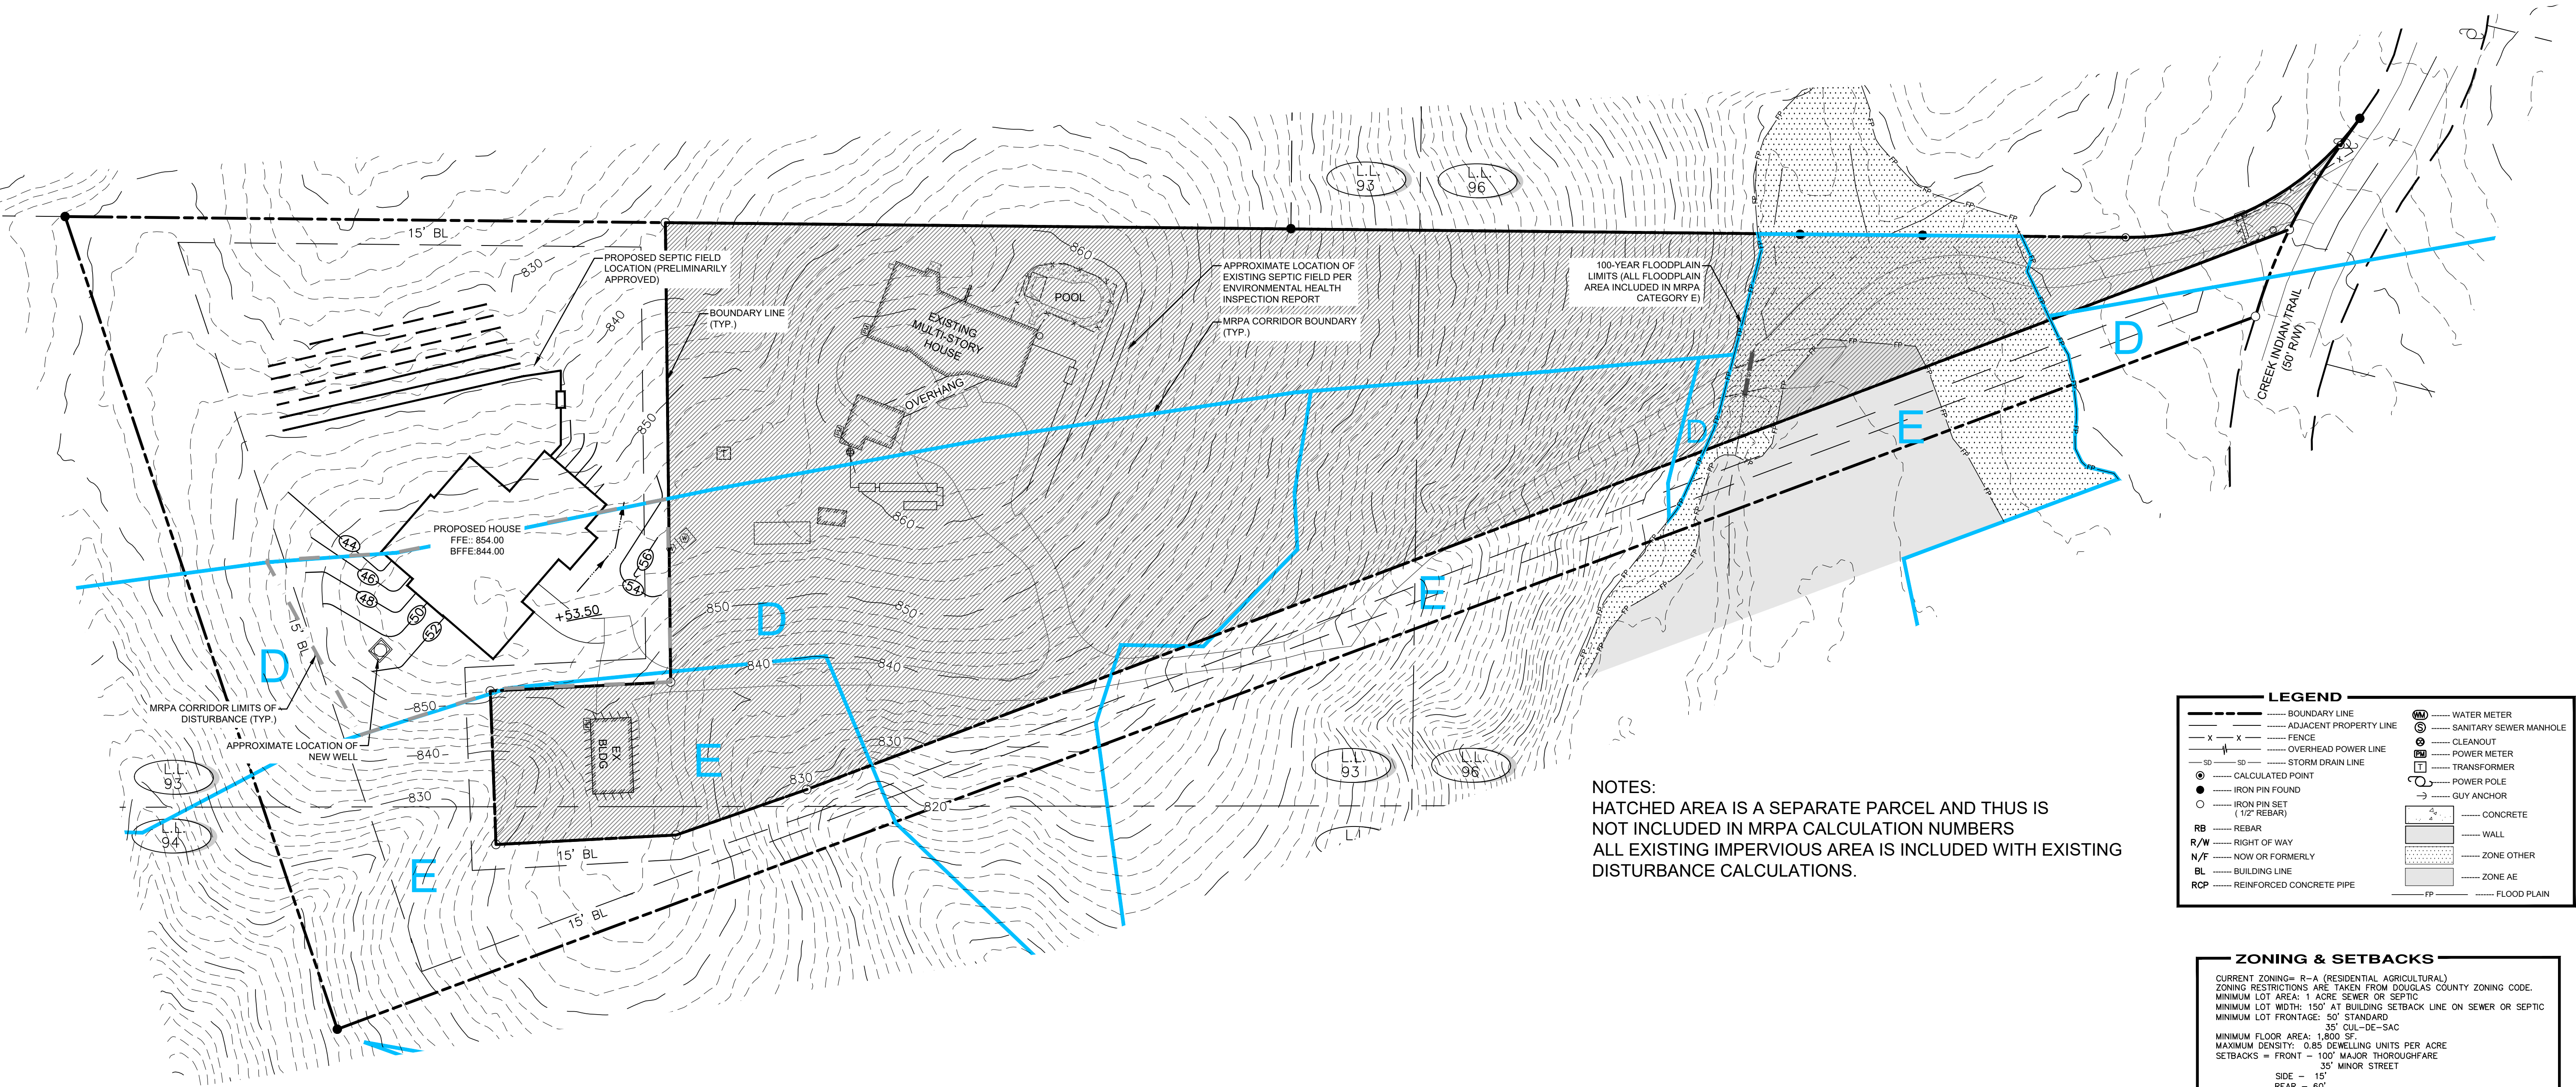 L.L.
93
L.L.
96
15' BL
830
PROPOSED SEPTIC FIELD
LOCATION (PRELIMINARILY
APPROVED)
840
BOUNDARY LINE
(TYP.)
850
EXISTING
MULTI-STORY
HOUSE
POOL
860
OVERHANG
T
APPROXIMATE LOCATION OF
EXISTING SEPTIC FIELD PER
ENVIRONMENTAL HEALTH
INSPECTION REPORT
MRPA CORRIDOR BOUNDARY
(TYP.)
100-YEAR FLOODPLAIN
LIMITS (ALL FLOODPLAIN
AREA INCLUDED IN MRPA
CATEGORY E)
FP
CREEK INDIAN TRAIL
(50' R/W)
D
E
D
E
PROPOSED HOUSE
FFE:: 854.00
BFFE:844.00
44
46
48
50
52
54
56
+53.50
15' BL
D
MRPA CORRIDOR LIMITS OF
DISTURBANCE (TYP.)
APPROXIMATE LOCATION OF
NEW WELL
850
840
830
860
850
850
D
840
840
830
830
820
EX
BLDG
E
L.L.
93
L.L.
94
E
15' BL
15' BL
L.L.
93
L.L.
96
NOTES:
HATCHED AREA IS A SEPARATE PARCEL AND THUS IS
NOT INCLUDED IN MRPA CALCULATION NUMBERS
ALL EXISTING IMPERVIOUS AREA IS INCLUDED WITH EXISTING
DISTURBANCE CALCULATIONS.
LEGEND
BOUNDARY LINE
ADJACENT PROPERTY LINE
X X FENCE
OVERHEAD POWER LINE
SD SD STORM DRAIN LINE
CALCULATED POINT
IRON PIN FOUND
IRON PIN SET
( 1/2" REBAR)
RB REBAR
R/W RIGHT OF WAY
N/F NOW OR FORMERLY
BL BUILDING LINE
RCP REINFORCED CONCRETE PIPE
WM WATER METER
S SANITARY SEWER MANHOLE
CLEANOUT
PM POWER METER
T TRANSFORMER
POWER POLE
GUY ANCHOR
CONCRETE
WALL
ZONE OTHER
ZONE AE
FP FLOOD PLAIN
ZONING & SETBACKS
CURRENT ZONING= R-A (RESIDENTIAL AGRICULTURAL)
ZONING RESTRICTIONS ARE TAKEN FROM DOUGLAS COUNTY ZONING CODE.
MINIMUM LOT AREA: 1 ACRE SEWER OR SEPTIC
MINIMUM LOT WIDTH: 150' AT BUILDING SETBACK LINE ON SEWER OR SEPTIC
MINIMUM LOT FRONTAGE: 50' STANDARD
35' CUL-DE-SAC
MINIMUM FLOOR AREA: 1,800 SF.
MAXIMUM DENSITY: 0.85 DEWELLING UNITS PER ACRE
SETBACKS = FRONT - 100' MAJOR THOROUGHFARE
35' MINOR STREET
SIDE - 15'
REAR - 60'